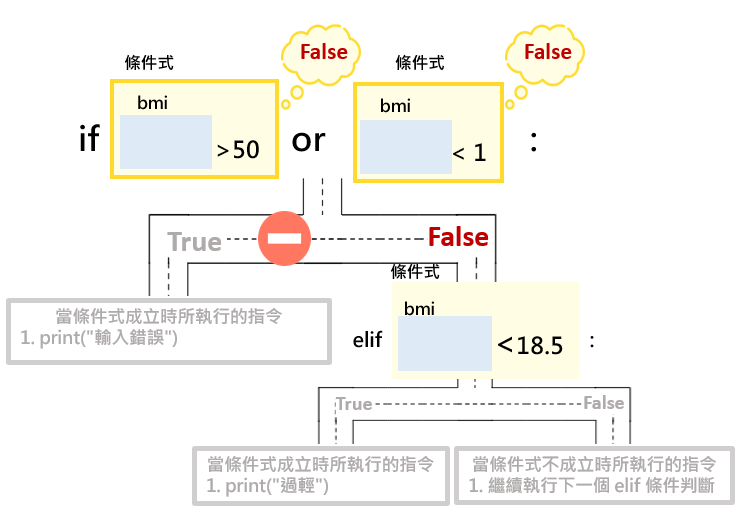 False
False
條件式
條件式
bmi
bmi
if
>50
or
< 1
:
True
False
條件式
當條件式成立時所執行的指令
1. print("輸入錯誤")
bmi
elif
<18.5
:
True
False
當條件式成立時所執行的指令
1. print("過輕")
當條件式不成立時所執行的指令
1. 繼續執行下一個 elif 條件判斷